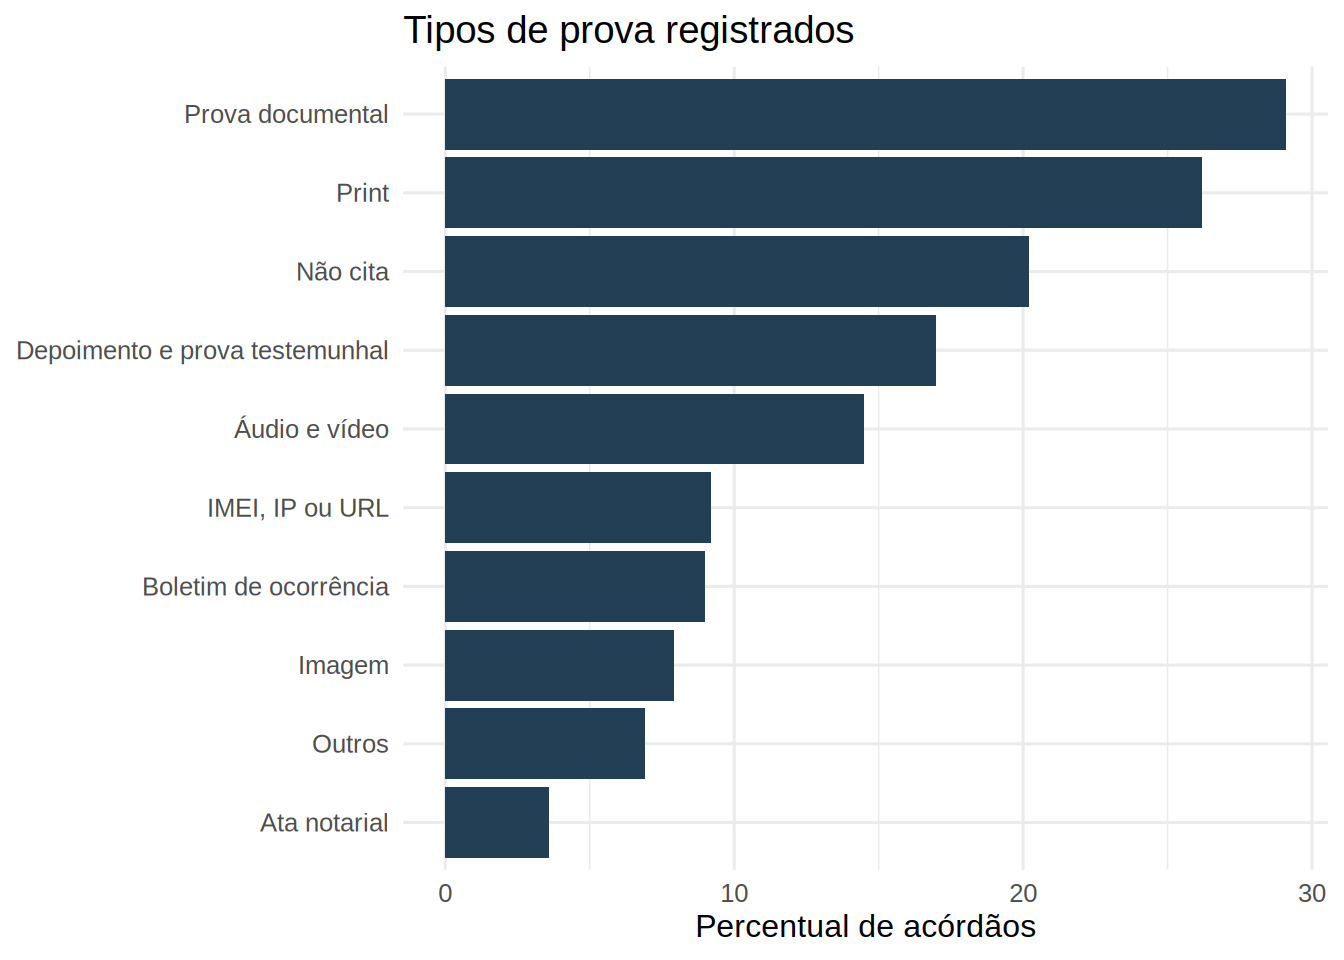 Tipos de prova registrados
Prova documental
Print
Não cita
Depoimento e prova testemunhal
Áudio e vídeo
IMEI, IP ou URL
Boletim de ocorrência
Imagem
Outros
Ata notarial
0 10 20 30
Percentual de acórdãos